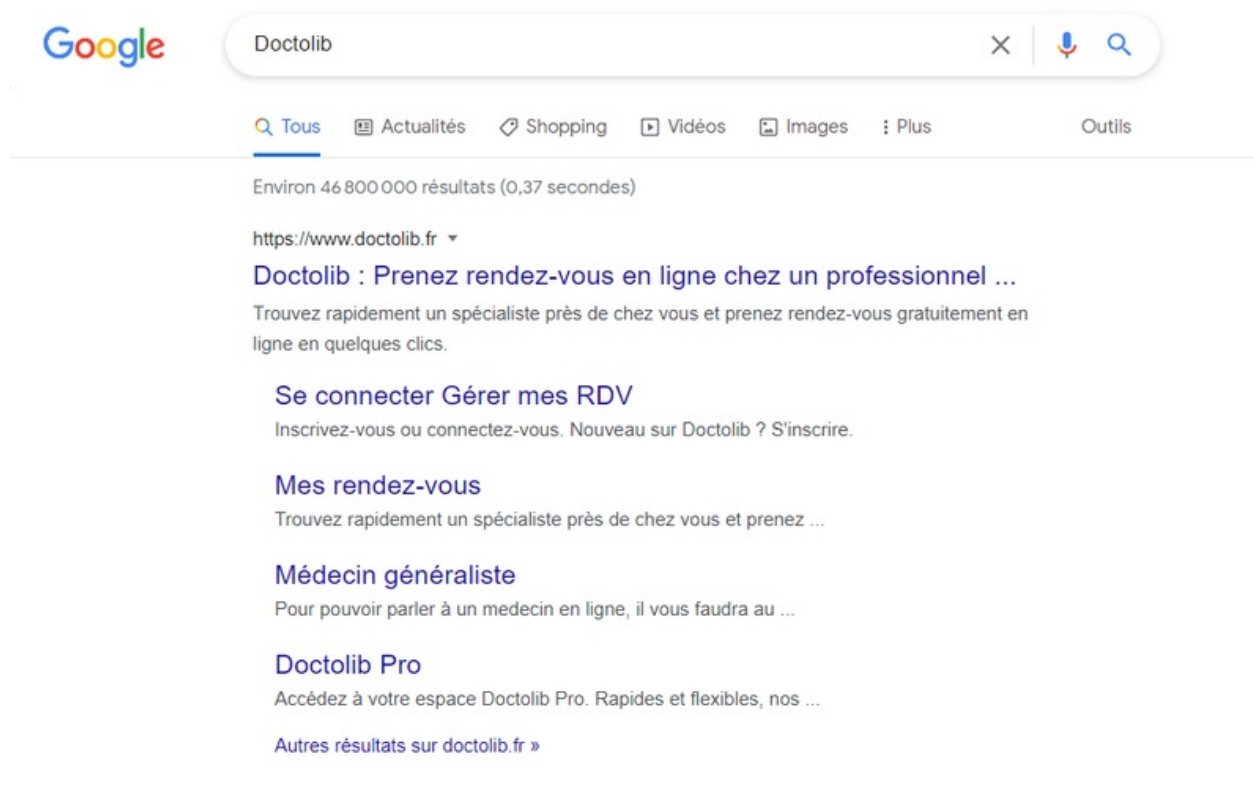 Google
Doctolib
Tous Actualités Shopping Vidéos Images Plus Outils
Environ 46 800 000 résultats (0,37 secondes)
https://www.doctolib.fr
Doctolib : Prenez rendez-vous en ligne chez un professionnel ...
Trouvez rapidement un spécialiste près de chez vous et prenez rendez-vous gratuitement en
ligne en quelques clics.
Se connecter Gérer mes RDV
Inscrivez-vous ou connectez-vous. Nouveau sur Doctolib ? S'inscrire.
Mes rendez-vous
Trouvez rapidement un spécialiste près de chez vous et prenez ...
Médecin généraliste
Pour pouvoir parler à un medecin en ligne, il vous faudra au ...
Doctolib Pro
Accédez à votre espace Doctolib Pro. Rapides et flexibles, nos ...
Autres résultats sur doctolib.fr »